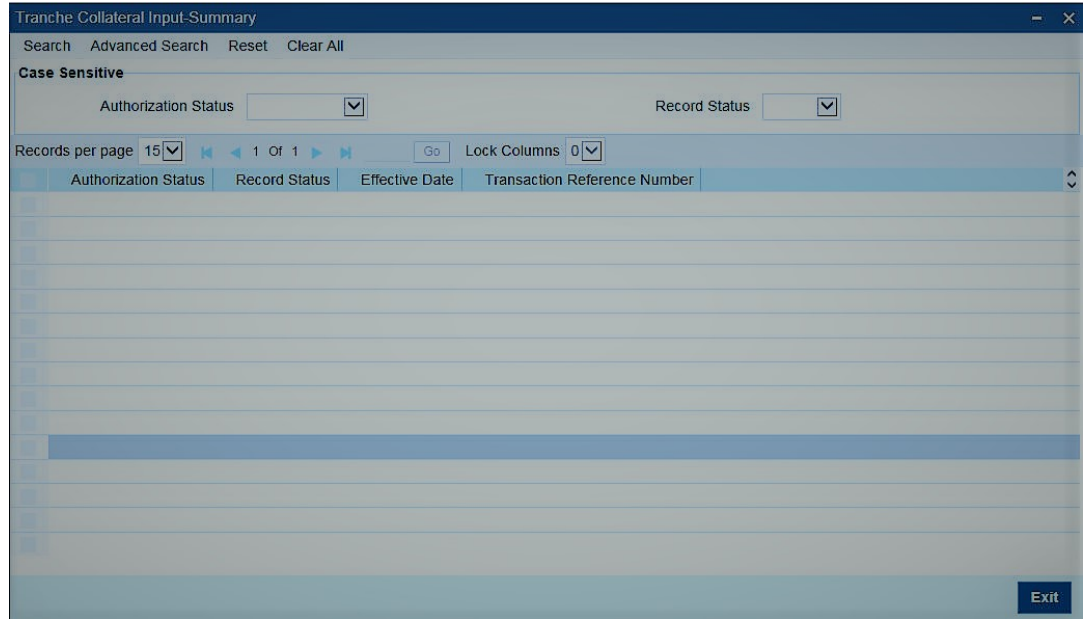 Tranche Collateral Input-Summary
Search Advanced Search Reset Clear All
Case Sensitive
Authorization Status Record Status
Records per page 15 1 Of 1 Go Lock Columns 0
Authorization Status Record Status Effective Date Transaction Reference Number
Exit